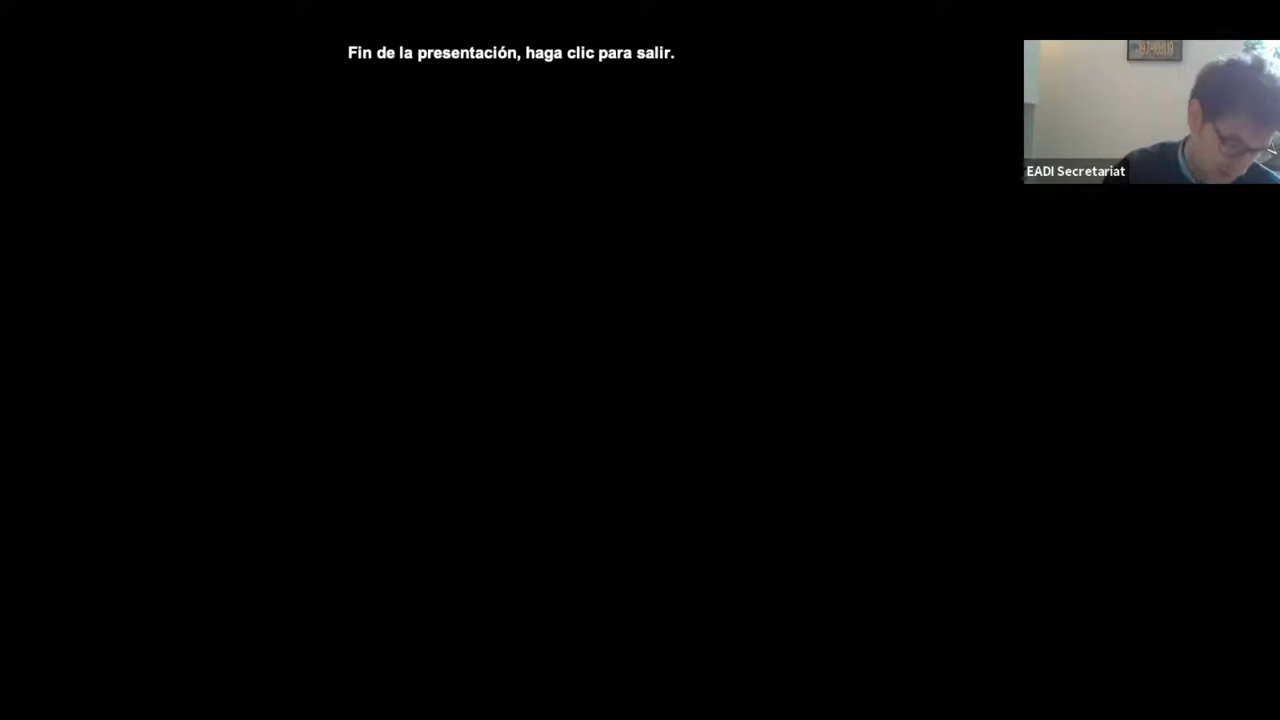 Fin de la presentación, haga clic para salir.
EADI Secretariat